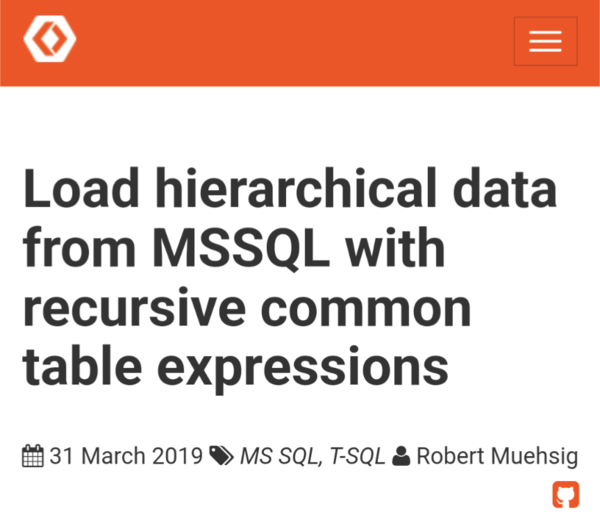 Load hierarchical data
from MSSQL with
recursive common
table expressions
31 March 2019 MS SQL, T-SQL Robert Muehsig